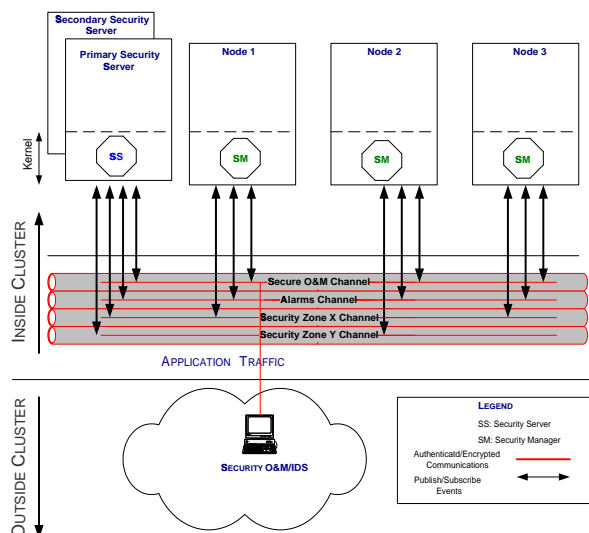 Secondary Security
Server
Primary Security
Server
Node 1
Node 2
Node 3
Kernel
SS
SM
SM
SM
INSIDE CLUSTER
Secure O&M Channel
Alarms Channel
Security Zone X Channel
Security Zone Y Channel
APPLICATION TRAFFIC
OUTSIDE CLUSTER
SECURITY O&M/IDS
LEGEND
SS: Security Server
SM: Security Manager
Authenticatd/Encrypted
Communications
Publish/Subscribe
Events